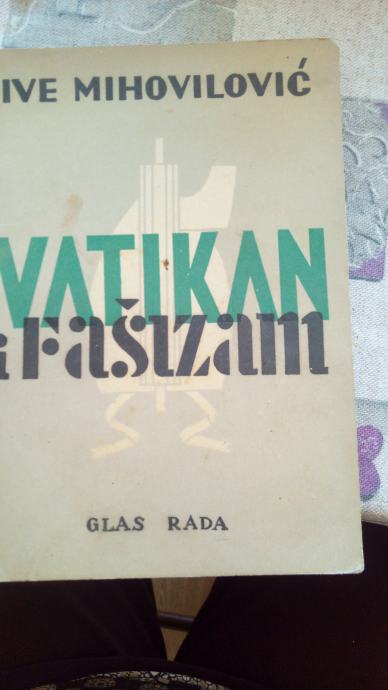 IVE MIHOVILOVIĆ
VATIKAN
i FAŠIZAM
GLAS RADA